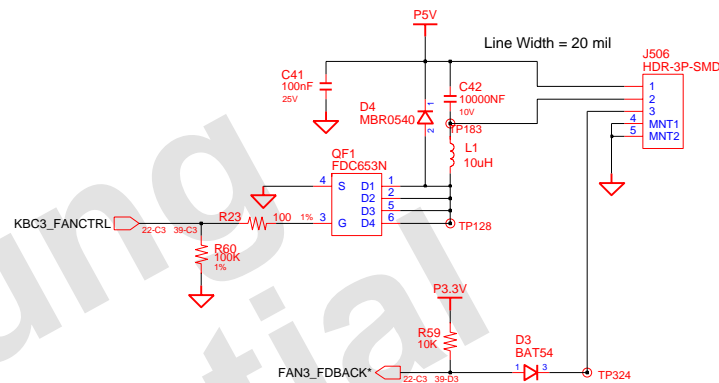 P5V
Line Width = 20 mil
J506
HDR-3P-SMD
C41
100nF
25V
C42
10000NF
10V
D4
MBR0540
1
2
TP183
L1
10uH
1
2
3
4
5
MNT1
MNT2
QF1
FDC653N
4
S
D1
1
D2
2
D3
5
3
G
D4
6
TP128
KBC3_FANCTRL
22-C3
39-C3
R23
100
1%
R60
100K
1%
P3.3V
R59
10K
D3
BAT54
1
3
FAN3_FDBACK*
22-C3
39-D3
TP324
ung
tial